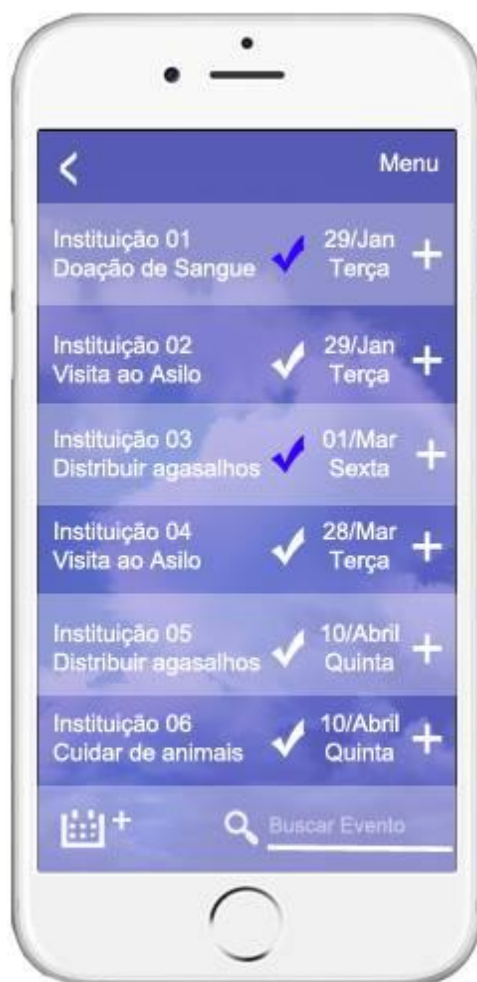 Menu
Instituição 01
Doação de Sangue
29/Jan
Terça
Instituição 02
Visita ao Asilo
29/Jan
Terça
Instituição 03
Distribuir agasalhos
01/Mar
Sexta
Instituição 04
Visita ao Asilo
28/Mar
Terça
Instituição 05
Distribuir agasalhos
10/Abril
Quinta
Instituição 06
Cuidar de animais
10/Abril
Quinta
Buscar Evento